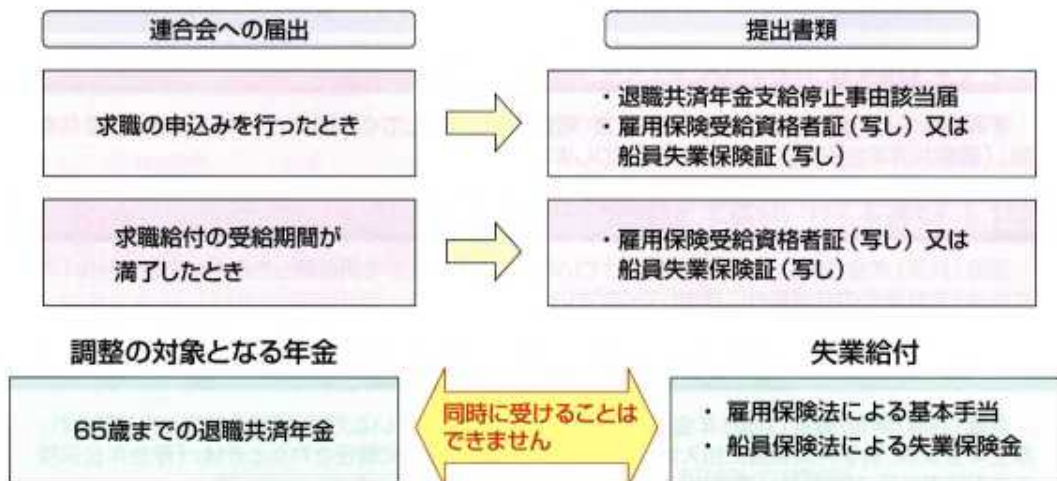 連合会への届出
提出書類
求職の申込みを行ったとき
・退職共済年金支給停止事由該当届
・雇用保険受給資格者証(写し)又は
船員失業保険証(写し)
求職給付の受給期間が
満了したとき
・雇用保険受給資格者証(写し)又は
船員失業保険証(写し)
調整の対象となる年金
失業給付
65歳までの退職共済年金
同時に受けることは
できません
・ 雇用保険法による基本手当
・ 船員保険法による失業保険金